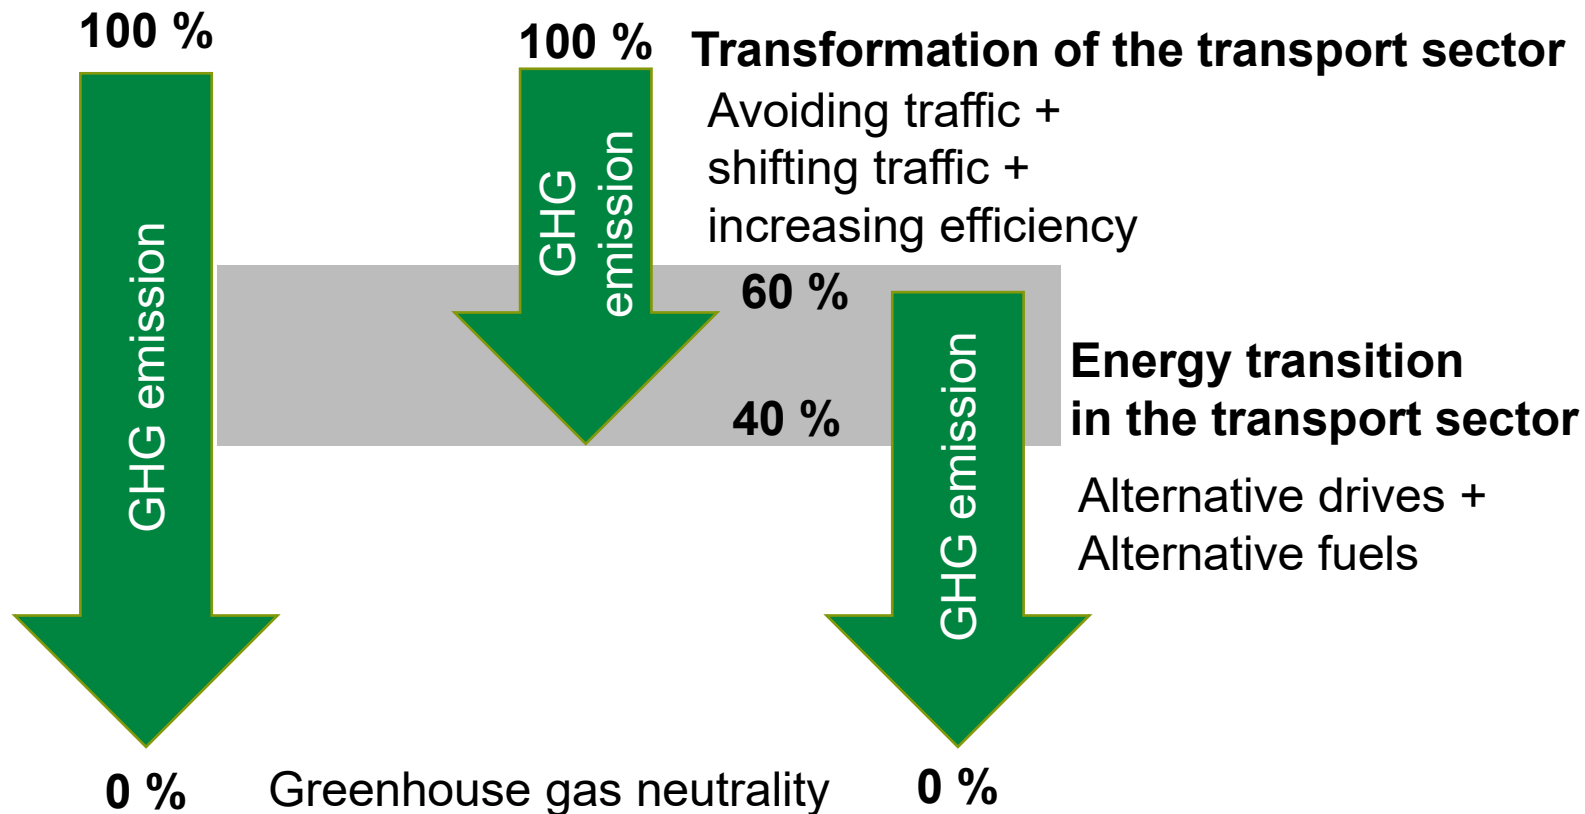 100 %
100 %
Transformation of the transport sector
Avoiding traffic +
shifting traffic +
increasing efficiency
GHG emission
GHG
emission
60 %
40 %
GHG emission
Energy transition
in the transport sector
Alternative drives +
Alternative fuels
0 %
Greenhouse gas neutrality
0 %